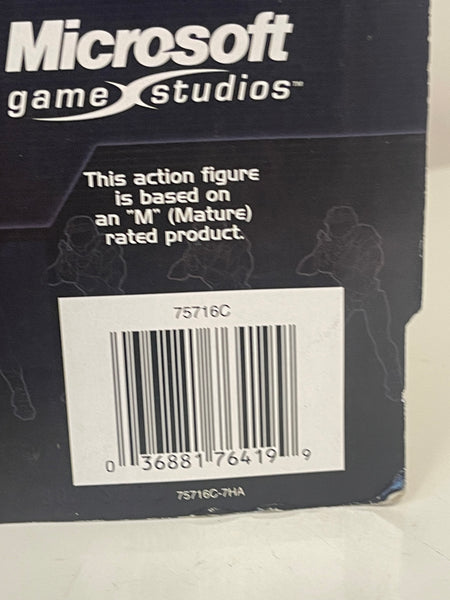 Microsoft
game studios™
This action figure
is based on
an "M" (Mature)
rated product.
75716C
0 36881 76419 9
75716C-7HA